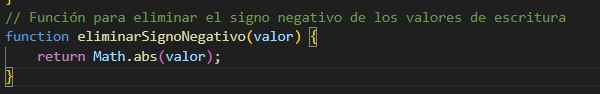 }
// Función para eliminar el signo negativo de los valores de escritura
function eliminarSignoNegativo(valor) {
    return Math.abs(valor);
}